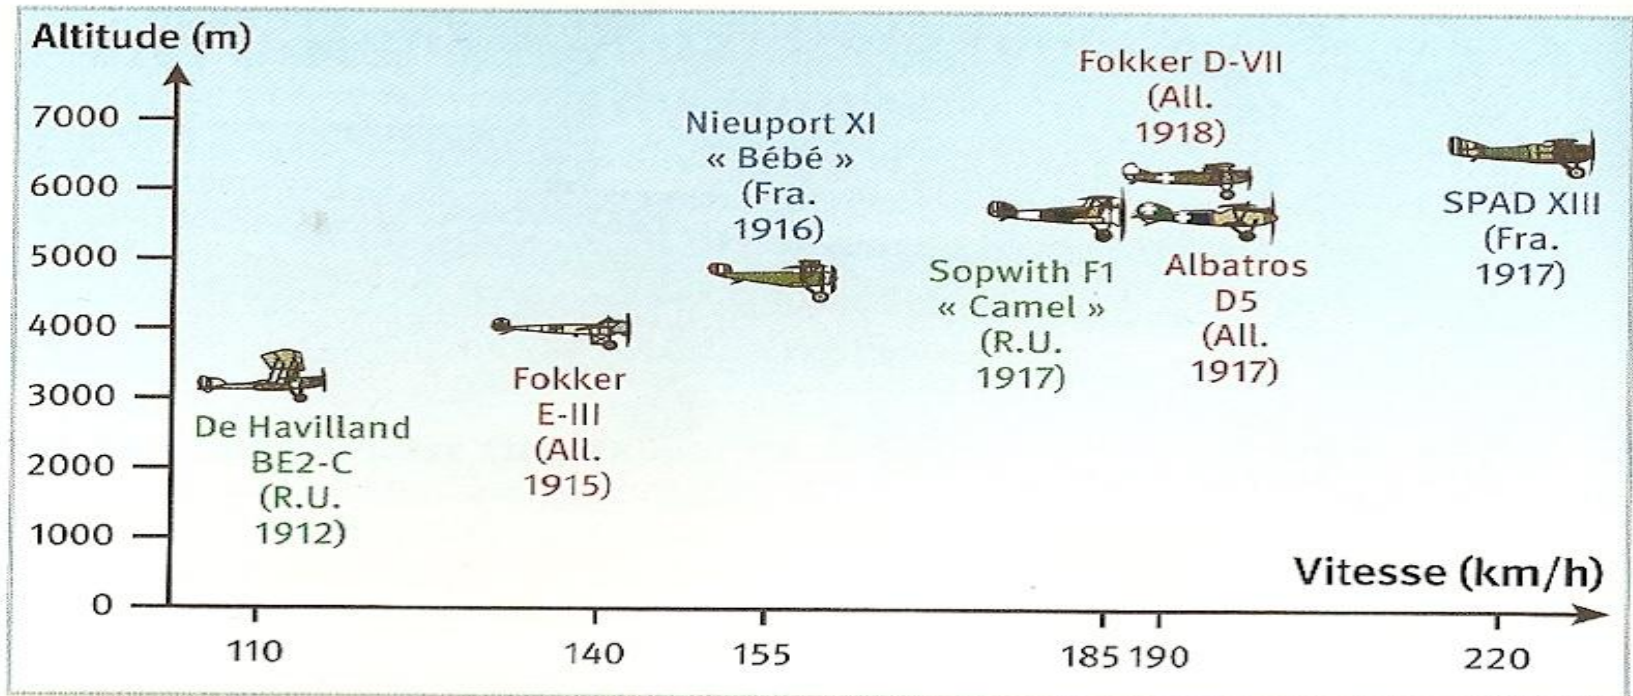 Altitude (m)
7000
6000
5000
4000
3000
2000
1000
0
De Havilland
BE2-C
(R.U.
1912)
Fokker
E-III
(All.
1915)
Nieuport XI
« Bébé »
(Fra.
1916)
Sopwith F1
« Camel »
(R.U.
1917)
Fokker D-VII
(All.
1918)
Albatros
D5
(All.
1917)
SPAD XIII
(Fra.
1917)
Vitesse (km/h)
110
140
155
185
190
220